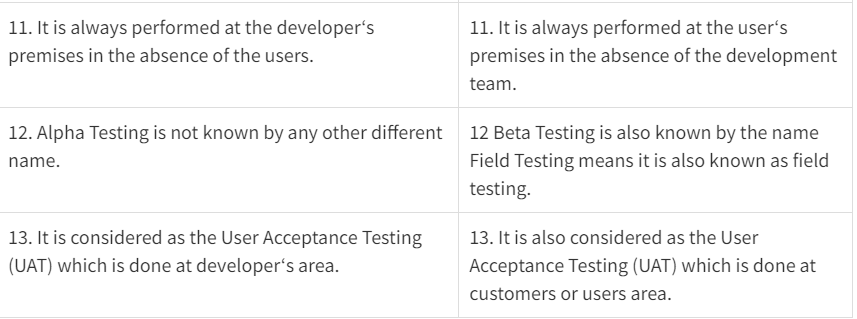 11. It is always performed at the developer‘s
premises in the absence of the users.
11. It is always performed at the user‘s
premises in the absence of the development
team.
12. Alpha Testing is not known by any other different
name.
12 Beta Testing is also known by the name
Field Testing means it is also known as field
testing.
13. It is considered as the User Acceptance Testing
(UAT) which is done at developer‘s area.
13. It is also considered as the User
Acceptance Testing (UAT) which is done at
customers or users area.